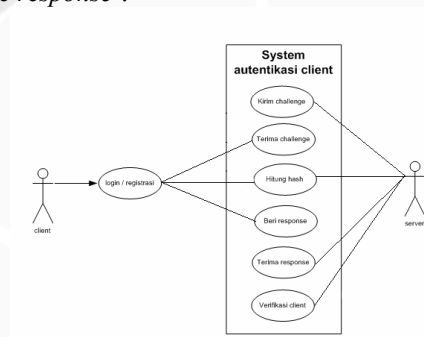 response".
System
autentikasi client
Kirim challenge
Terima challenge
login / registrasi
Hitung hash
client
server
Beri response
Terima response
Verifikasi client